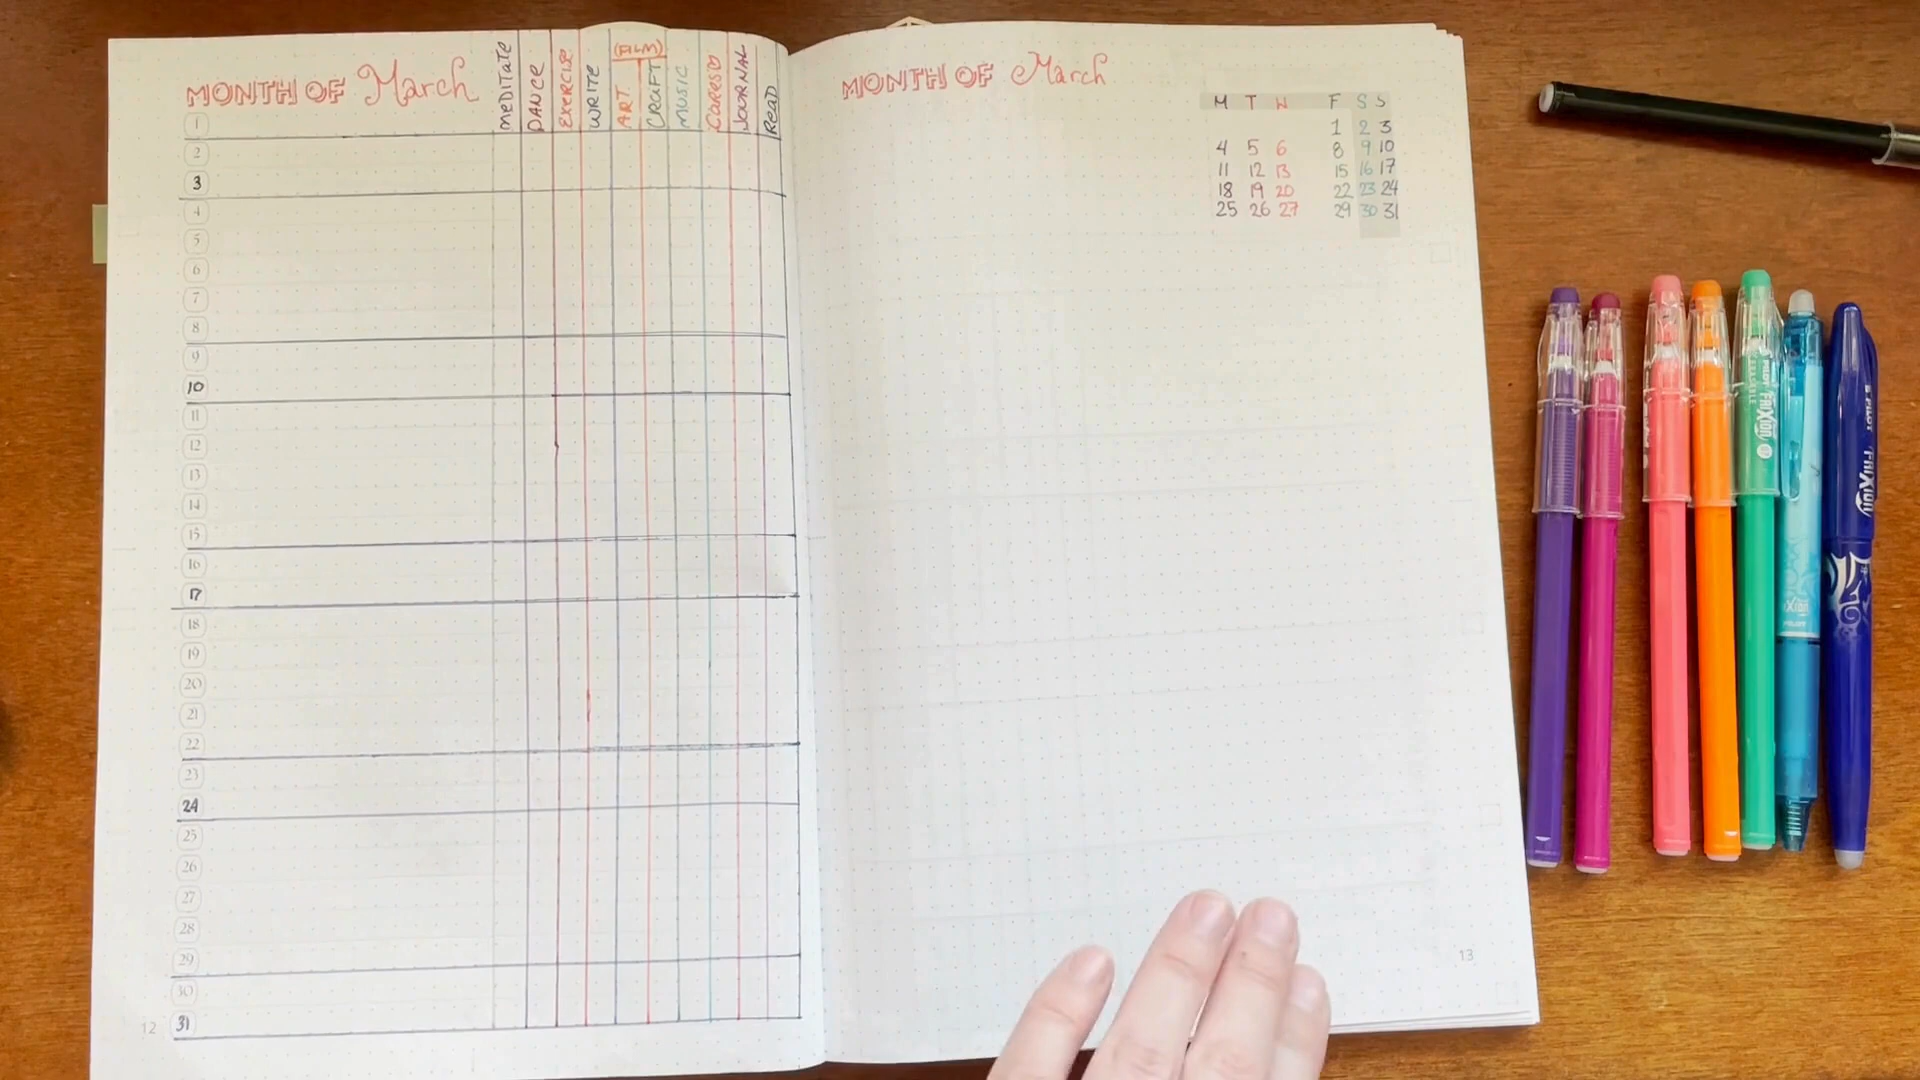 MONTH OF March
meditate
DANCE
EXERCISE
WRITE
(FILM)
ART
CRAFT
MUSIC
JOURNAL
READ
1
2
3
4
5
6
7
8
9
10
11
12
13
14
15
16
17
18
19
20
21
22
23
24
25
26
27
28
29
30
31
12
MONTH OF March
M T W F S S
1 2 3
4 5 6 8 9 10
11 12 13 15 16 17
18 19 20 22 23 24
25 26 27 29 30 31
13
PILOT FRIXION
PILOT
PILOT FRIXION